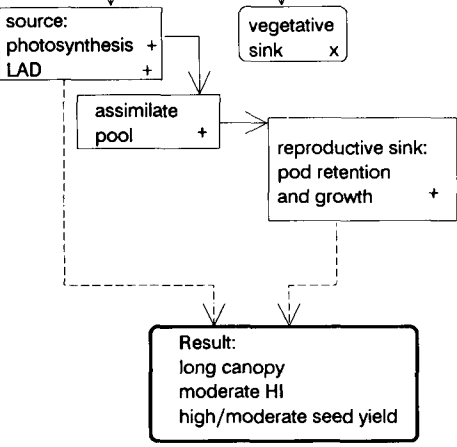 source:
photosynthesis +
LAD +
vegetative
sink x
assimilate
pool +
reproductive sink:
pod retention
and growth +
Result:
long canopy
moderate HI
high/moderate seed yield